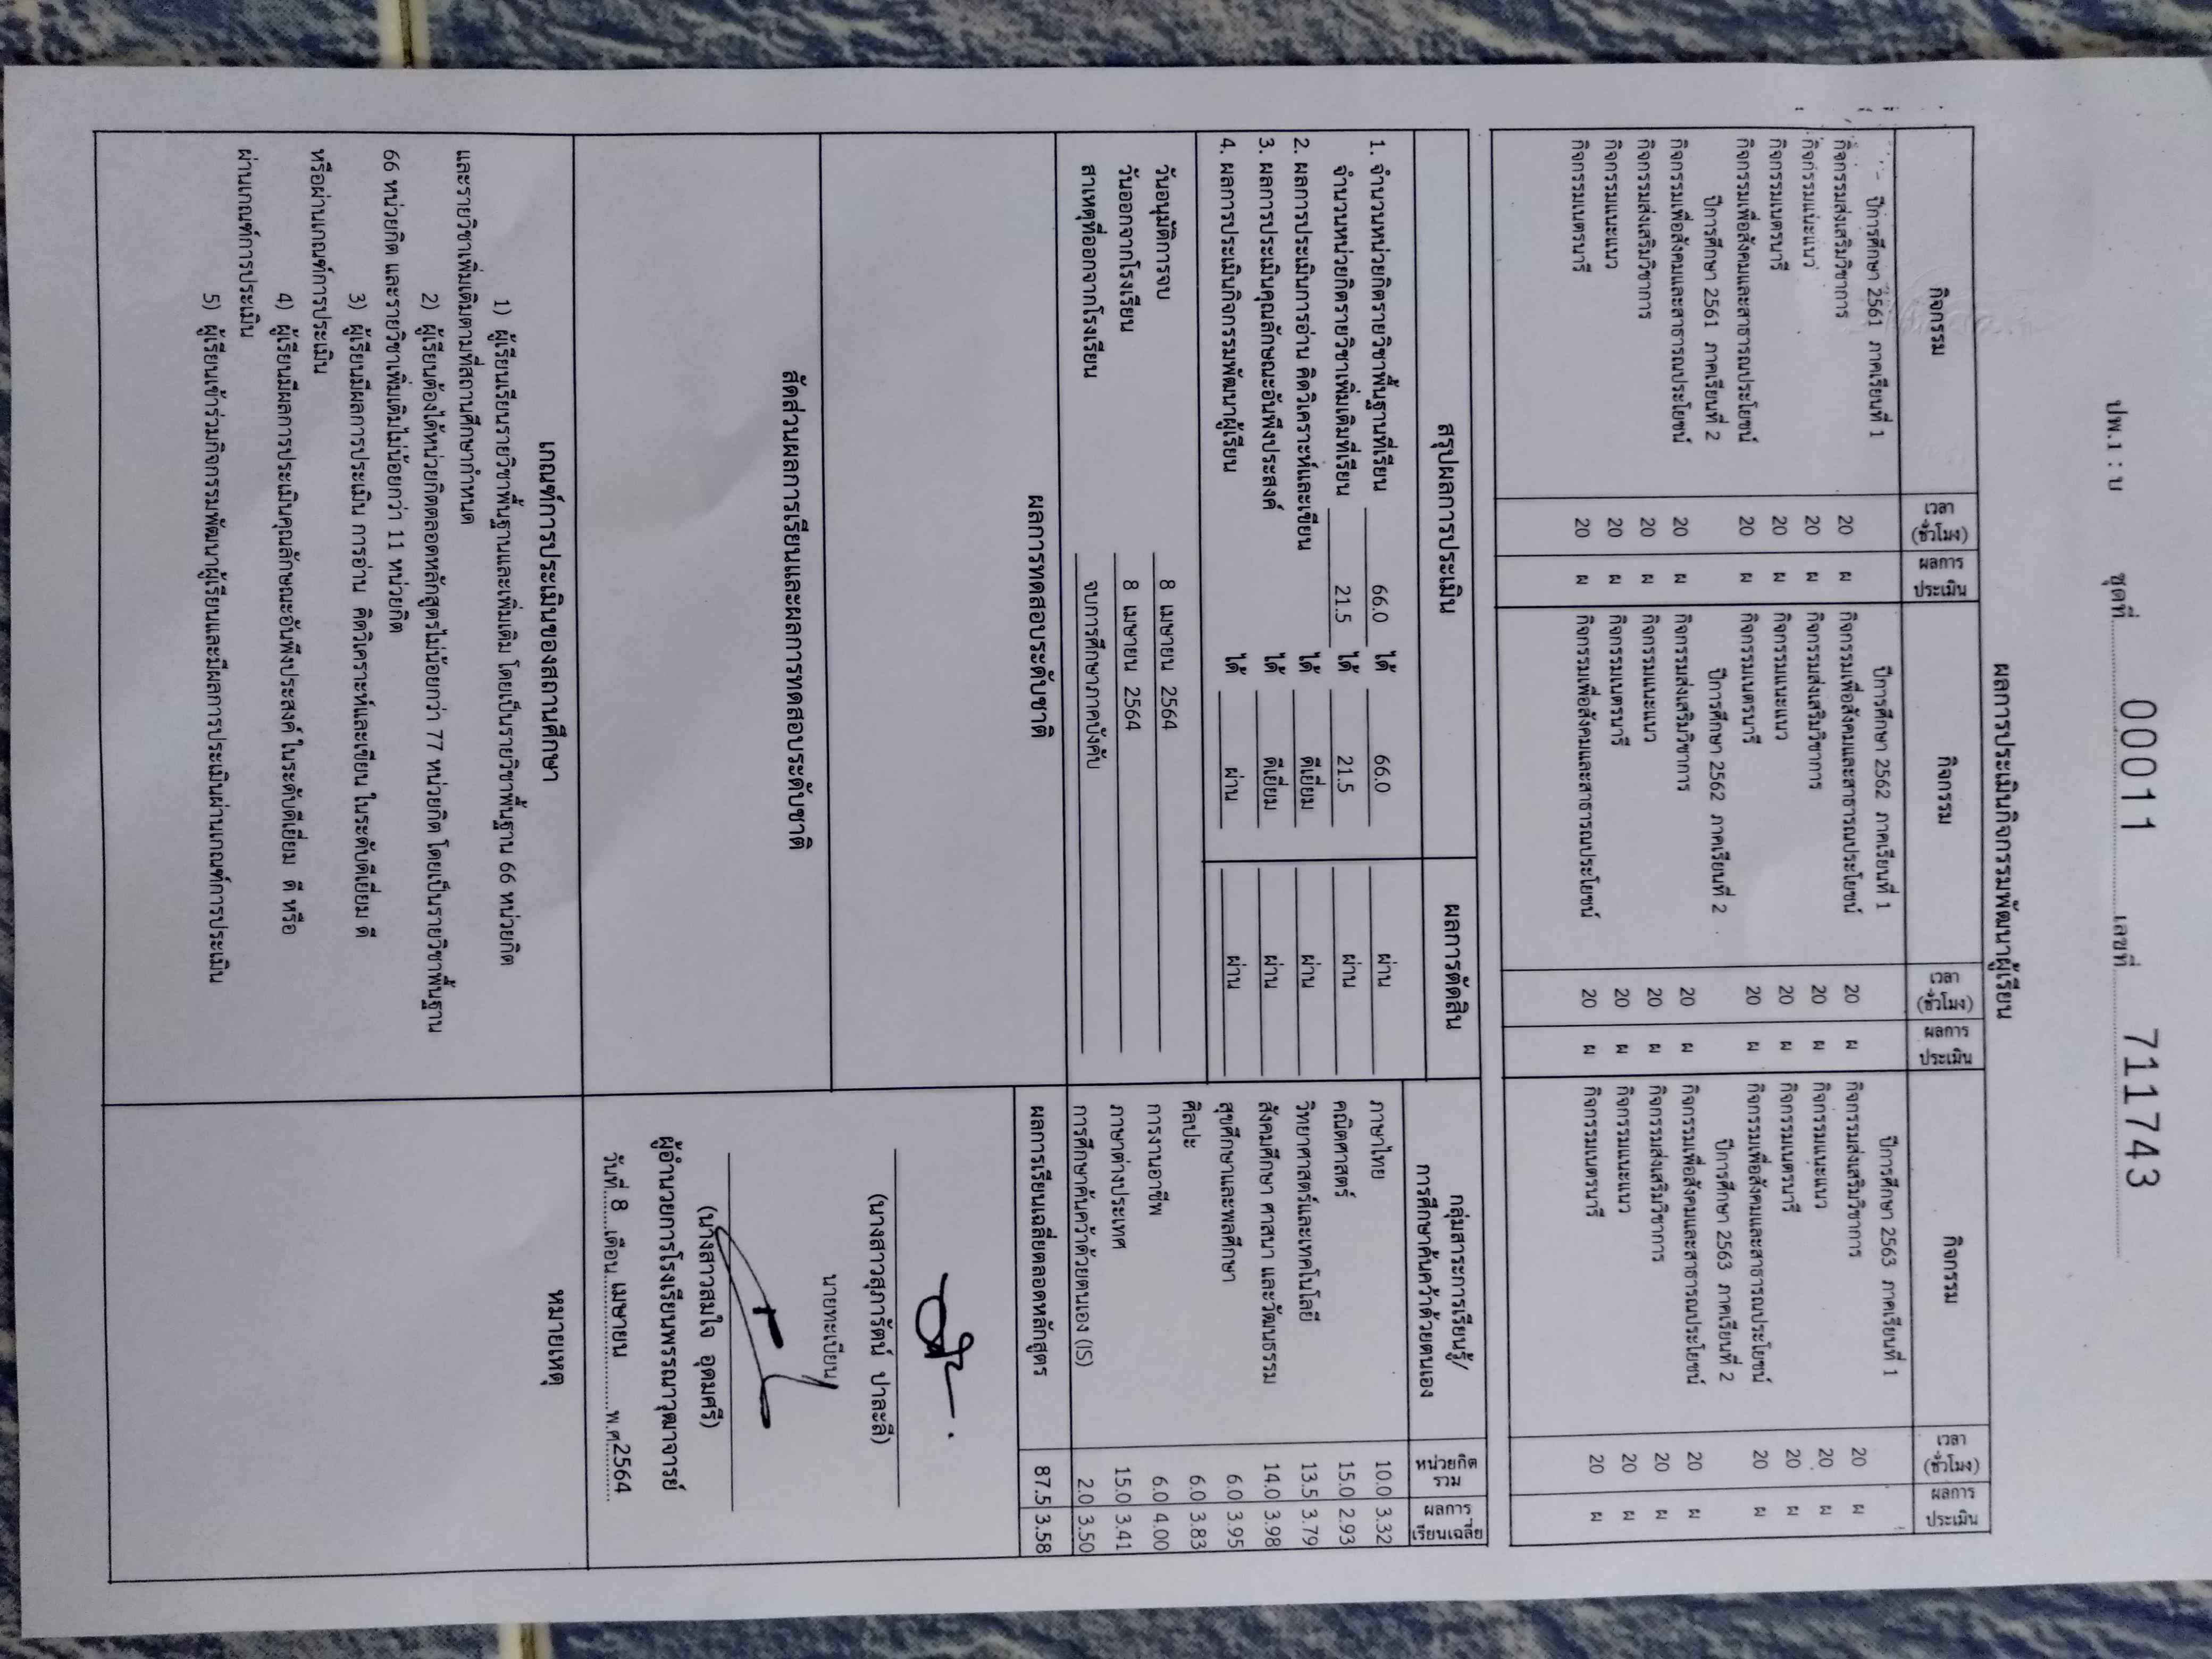 ปพ.1 : บ ชุดที่ 00011 เลขที่ 711743
ผลการประเมินกิจกรรมพัฒนาผู้เรียน
กิจกรรม เวลา (ชั่วโมง) ผลการประเมิน กิจกรรม เวลา (ชั่วโมง) ผลการประเมิน กิจกรรม เวลา (ชั่วโมง) ผลการประเมิน
ปีการศึกษา 2561 ภาคเรียนที่ 1 ปีการศึกษา 2562 ภาคเรียนที่ 1 ปีการศึกษา 2563 ภาคเรียนที่ 1
กิจกรรมส่งเสริมวิชาการ 20 ผ กิจกรรมเพื่อสังคมและสาธารณประโยชน์ 20 ผ กิจกรรมส่งเสริมวิชาการ 20 ผ
กิจกรรมแนะแนว 20 ผ กิจกรรมส่งเสริมวิชาการ 20 ผ กิจกรรมแนะแนว 20 ผ
กิจกรรมเนตรนารี 20 ผ กิจกรรมแนะแนว 20 ผ กิจกรรมเนตรนารี 20 ผ
กิจกรรมเพื่อสังคมและสาธารณประโยชน์ 20 ผ กิจกรรมเนตรนารี 20 ผ กิจกรรมเพื่อสังคมและสาธารณประโยชน์ 20 ผ
ปีการศึกษา 2561 ภาคเรียนที่ 2 ปีการศึกษา 2562 ภาคเรียนที่ 2 ปีการศึกษา 2563 ภาคเรียนที่ 2
กิจกรรมเพื่อสังคมและสาธารณประโยชน์ 20 ผ กิจกรรมส่งเสริมวิชาการ 20 ผ กิจกรรมเพื่อสังคมและสาธารณประโยชน์ 20 ผ
กิจกรรมส่งเสริมวิชาการ 20 ผ กิจกรรมแนะแนว 20 ผ กิจกรรมส่งเสริมวิชาการ 20 ผ
กิจกรรมแนะแนว 20 ผ กิจกรรมเนตรนารี 20 ผ กิจกรรมแนะแนว 20 ผ
กิจกรรมเนตรนารี 20 ผ กิจกรรมเพื่อสังคมและสาธารณประโยชน์ 20 ผ กิจกรรมเนตรนารี 20 ผ
สรุปผลการประเมิน ผลการตัดสิน
1. จำนวนหน่วยกิตรายวิชาพื้นฐานที่เรียน 66.0 ได้ 66.0 ผ่าน
จำนวนหน่วยกิตรายวิชาเพิ่มเติมที่เรียน 21.5 ได้ 21.5 ผ่าน
2. ผลการประเมินการอ่าน คิดวิเคราะห์และเขียน ได้ ดีเยี่ยม ผ่าน
3. ผลการประเมินคุณลักษณะอันพึงประสงค์ ได้ ดีเยี่ยม ผ่าน
4. ผลการประเมินกิจกรรมพัฒนาผู้เรียน ได้ ผ่าน ผ่าน
วันอนุมัติการจบ 8 เมษายน 2564
วันออกจากโรงเรียน 8 เมษายน 2564
สาเหตุที่ออกจากโรงเรียน จบการศึกษาภาคบังคับ
ผลการทดสอบระดับชาติ
สัดส่วนผลการเรียนและผลการทดสอบระดับชาติ
กลุ่มสาระการเรียนรู้/ หน่วยกิต ผลการ
การศึกษาค้นคว้าด้วยตนเอง รวม เรียนเฉลี่ย
ภาษาไทย 10.0 3.32
คณิตศาสตร์ 15.0 2.93
วิทยาศาสตร์และเทคโนโลยี 13.5 3.79
สังคมศึกษา ศาสนา และวัฒนธรรม 14.0 3.98
สุขศึกษาและพลศึกษา 6.0 3.95
ศิลปะ 6.0 3.83
การงานอาชีพ 6.0 4.00
ภาษาต่างประเทศ 15.0 3.41
การศึกษาค้นคว้าด้วยตนเอง (IS) 2.0 3.50
ผลการเรียนเฉลี่ยตลอดหลักสูตร 87.5 3.58
(นางสาวสุภารัตน์ ปาละลี)
นายทะเบียน
(นางสาวสมใจ อุดมศรี)
ผู้อำนวยการโรงเรียนพรรณาวุฒาจารย์
วันที่ 8 เดือน เมษายน พ.ศ. 2564
เกณฑ์การประเมินของสถานศึกษา
1) ผู้เรียนเรียนรายวิชาพื้นฐานและเพิ่มเติม โดยเป็นรายวิชาพื้นฐาน 66 หน่วยกิต
และรายวิชาเพิ่มเติมตามที่สถานศึกษากำหนด
2) ผู้เรียนต้องได้หน่วยกิตตลอดหลักสูตรไม่น้อยกว่า 77 หน่วยกิต โดยเป็นรายวิชาพื้นฐาน
66 หน่วยกิต และรายวิชาเพิ่มเติมไม่น้อยกว่า 11 หน่วยกิต
3) ผู้เรียนมีผลการประเมิน การอ่าน คิดวิเคราะห์และเขียน ในระดับดีเยี่ยม ดี
หรือผ่านเกณฑ์การประเมิน
4) ผู้เรียนมีผลการประเมินคุณลักษณะอันพึงประสงค์ ในระดับดีเยี่ยม ดี หรือ
ผ่านเกณฑ์การประเมิน
5) ผู้เรียนเข้าร่วมกิจกรรมพัฒนาผู้เรียนและมีผลการประเมินผ่านเกณฑ์การประเมิน
หมายเหตุ